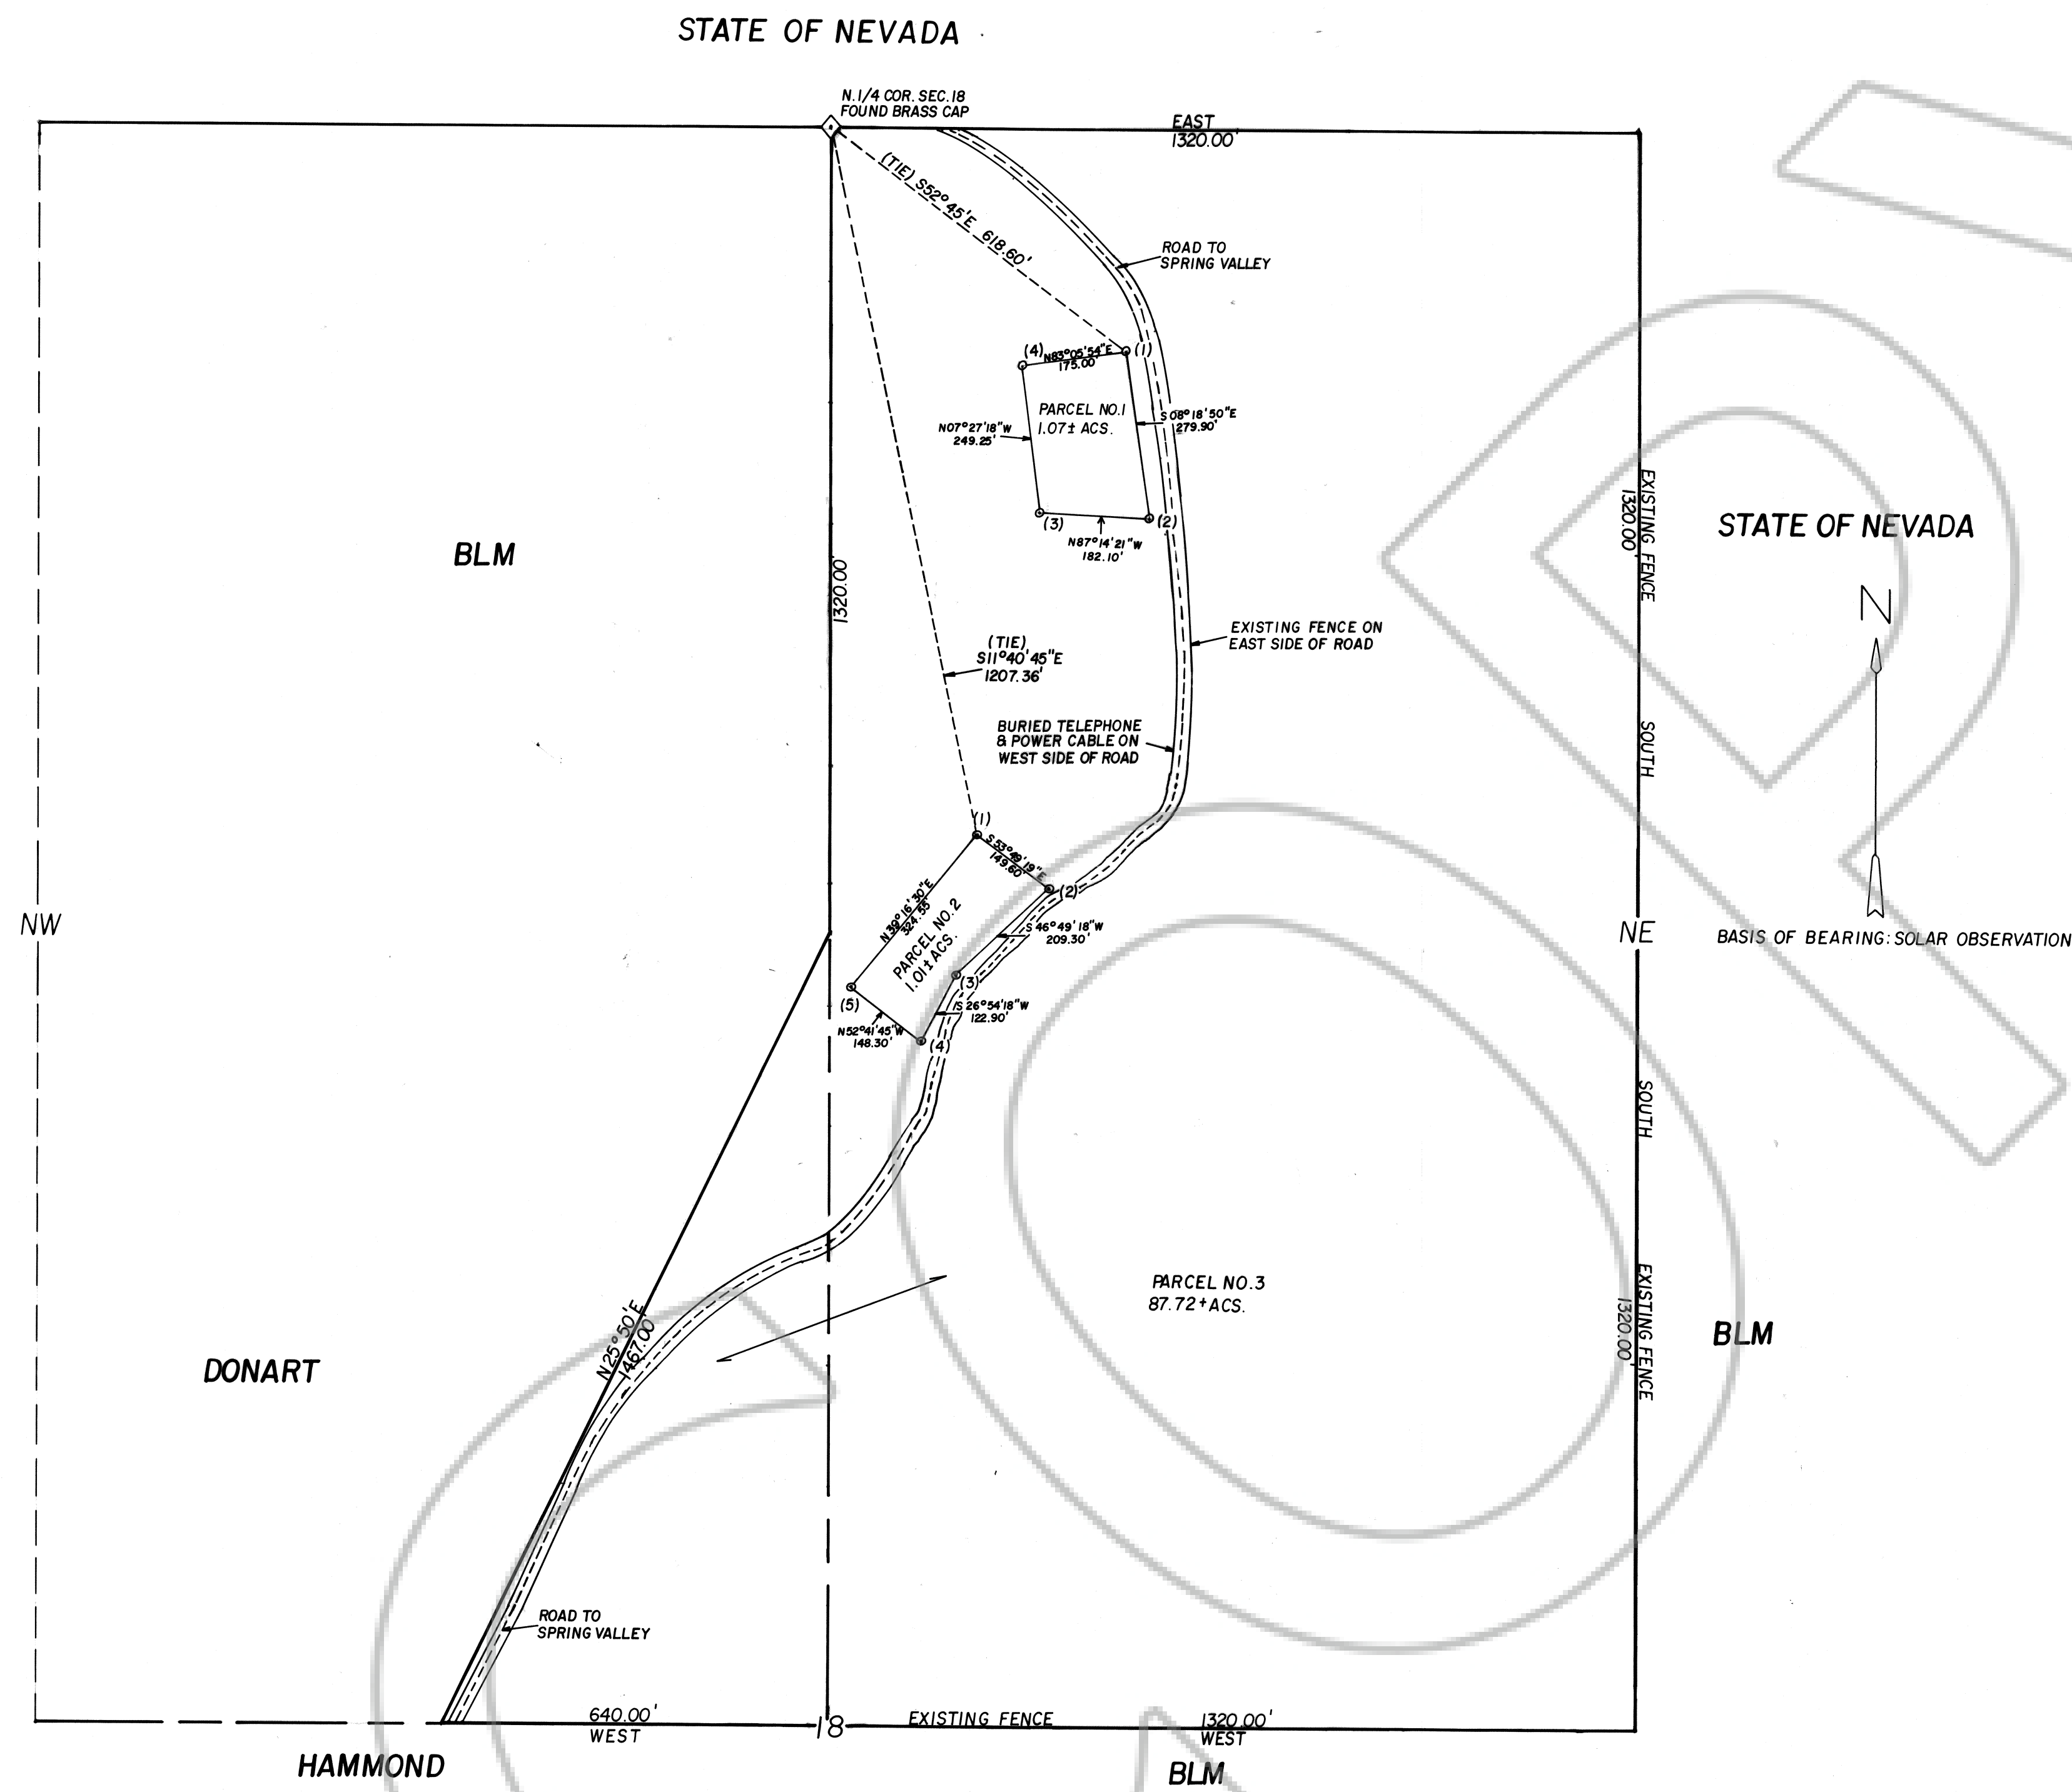 STATE OF NEVADA
N. 1/4 COR. SEC. 18
FOUND BRASS CAP
EAST
1320.00'
(TIE) S52°45'E 618.60'
ROAD TO
SPRING VALLEY
(4)
N83°05'54"E
175.00'
(1)
PARCEL NO.1
1.07± ACS.
S08°18'50"E
279.90'
N07°27'18"W
249.25'
(3)
(2)
N87°14'21"W
182.10'
EXISTING FENCE
1320.00'
STATE OF NEVADA
BLM
1320.00'
N
EXISTING FENCE ON
EAST SIDE OF ROAD
(TIE)
S11°40'45"E
1207.36'
BURIED TELEPHONE
& POWER CABLE ON
WEST SIDE OF ROAD
SOUTH
(1)
S53°49'19"E
149.60'
(2)
N39°16'30"E
324.55'
PARCEL NO.2
1.01± ACS.
S46°49'18"W
209.30'
NW
NE
BASIS OF BEARING: SOLAR OBSERVATION
(3)
(5)
S26°54'18"W
122.90'
N52°41'45"W
148.30'
(4)
SOUTH
PARCEL NO.3
87.72± ACS.
EXISTING FENCE
1320.00'
BLM
N25°50'E
1467.00'
DONART
ROAD TO
SPRING VALLEY
640.00'
WEST
18
EXISTING FENCE
1320.00'
WEST
HAMMOND
BLM